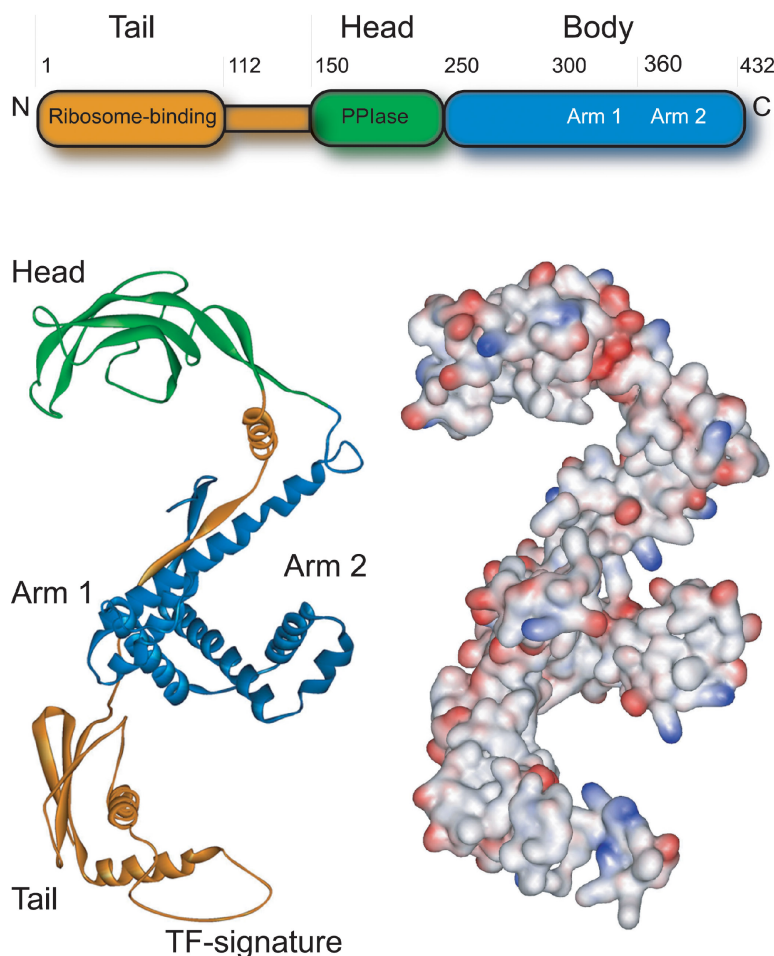 Tail Head Body
1 112 150 250 300 360 432
N Ribosome-binding PPIase Arm 1 Arm 2 C
Head
Arm 2
Arm 1
Tail
TF-signature